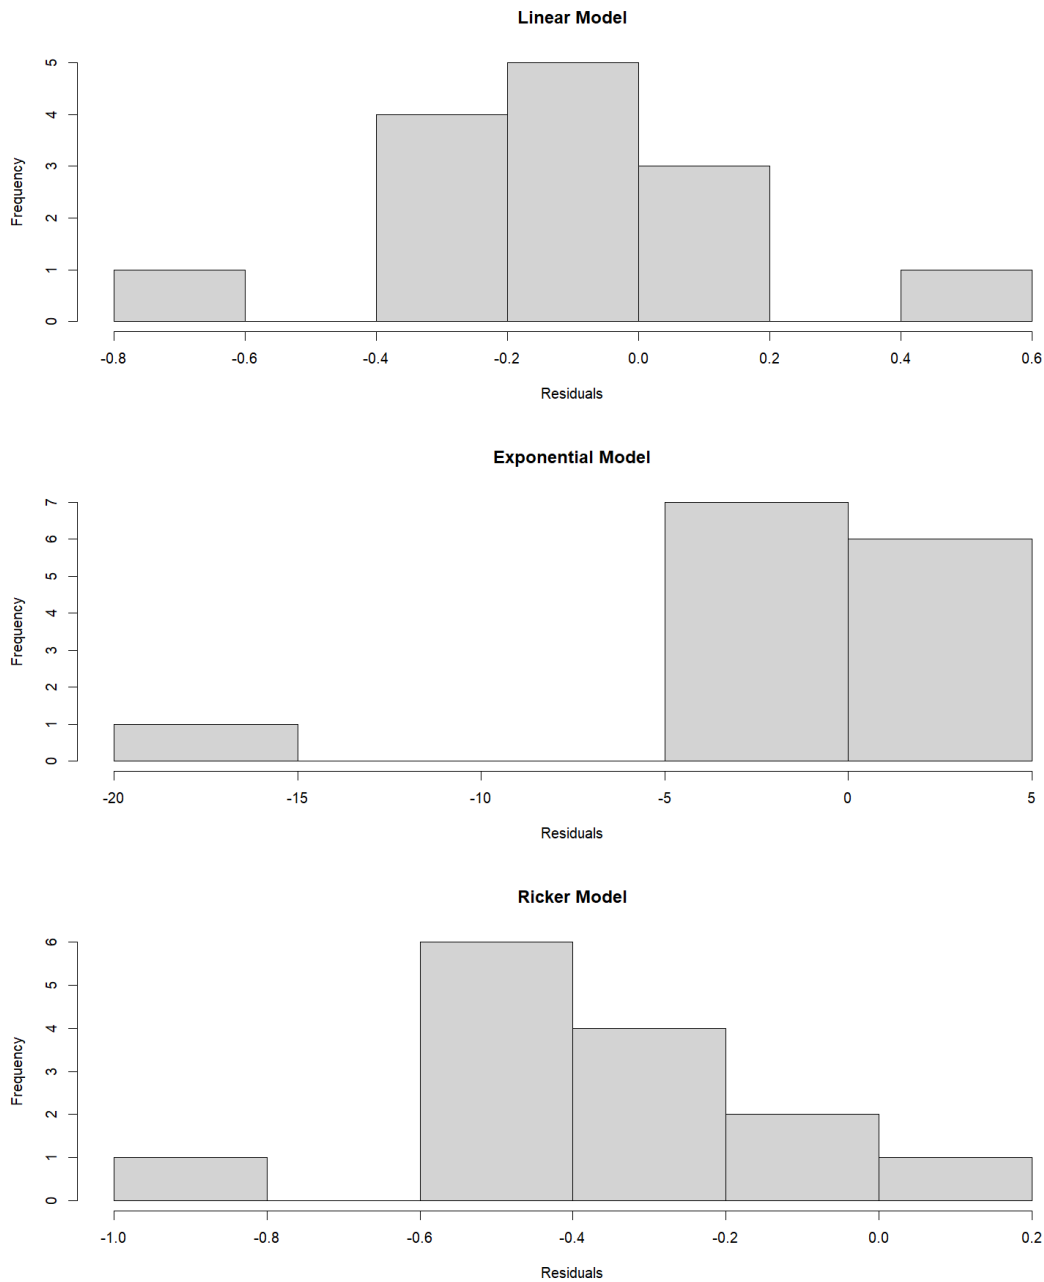 Linear Model
Frequency
0 1 2 3 4 5
-0.8 -0.6 -0.4 -0.2 0.0 0.2 0.4 0.6
Residuals
Exponential Model
Frequency
0 1 2 3 4 5 6 7
-20 -15 -10 -5 0 5
Residuals
Ricker Model
Frequency
0 1 2 3 4 5 6
-1.0 -0.8 -0.6 -0.4 -0.2 0.0 0.2
Residuals